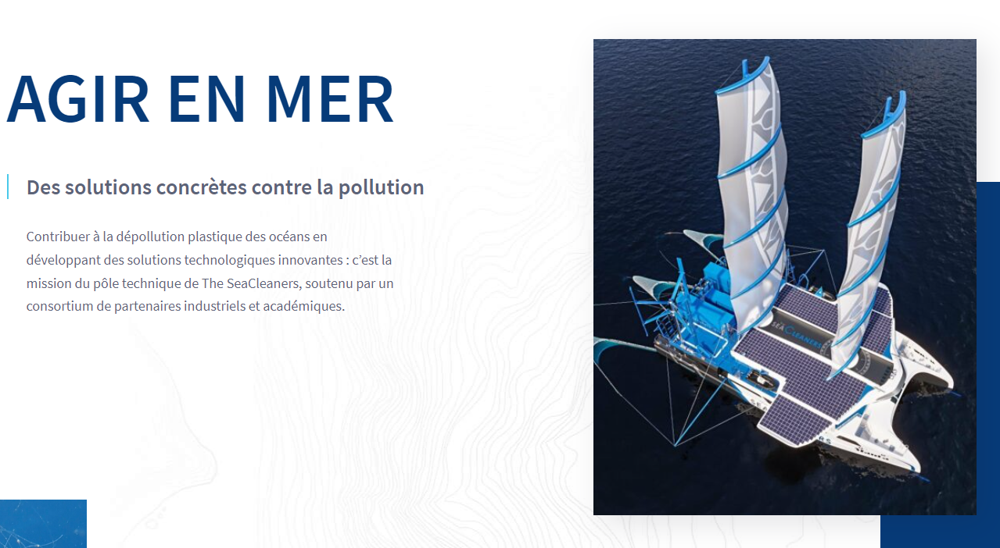 AGIR EN MER
Des solutions concrètes contre la pollution
Contribuer à la dépollution plastique des océans en
développant des solutions technologiques innovantes : c’est la
mission du pôle technique de The SeaCleaners, soutenu par un
consortium de partenaires industriels et académiques.
SEACLEANERS